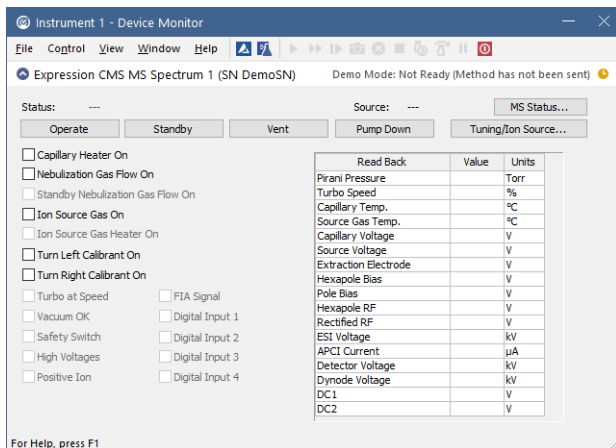 Instrument 1 - Device Monitor
File Control View Window Help
Expression CMS MS Spectrum 1 (SN DemoSN) Demo Mode: Not Ready (Method has not been sent)
Status: --- Source: --- MS Status...
Operate Standby Vent Pump Down Tuning/Ion Source...
Capillary Heater On
Nebulization Gas Flow On
Standby Nebulization Gas Flow On
Ion Source Gas On
Ion Source Gas Heater On
Turn Left Calibrant On
Turn Right Calibrant On
Turbo at Speed FIA Signal
Vacuum OK Digital Input 1
Safety Switch Digital Input 2
High Voltages Digital Input 3
Positive Ion Digital Input 4
Read Back Value Units
Pirani Pressure Torr
Turbo Speed %
Capillary Temp. °C
Source Gas Temp. °C
Capillary Voltage V
Source Voltage V
Extraction Electrode V
Hexapole Bias V
Pole Bias V
Hexapole RF V
Rectified RF V
ESI Voltage kV
APCI Current µA
Detector Voltage kV
Dynode Voltage kV
DC1 V
DC2 V
For Help, press F1